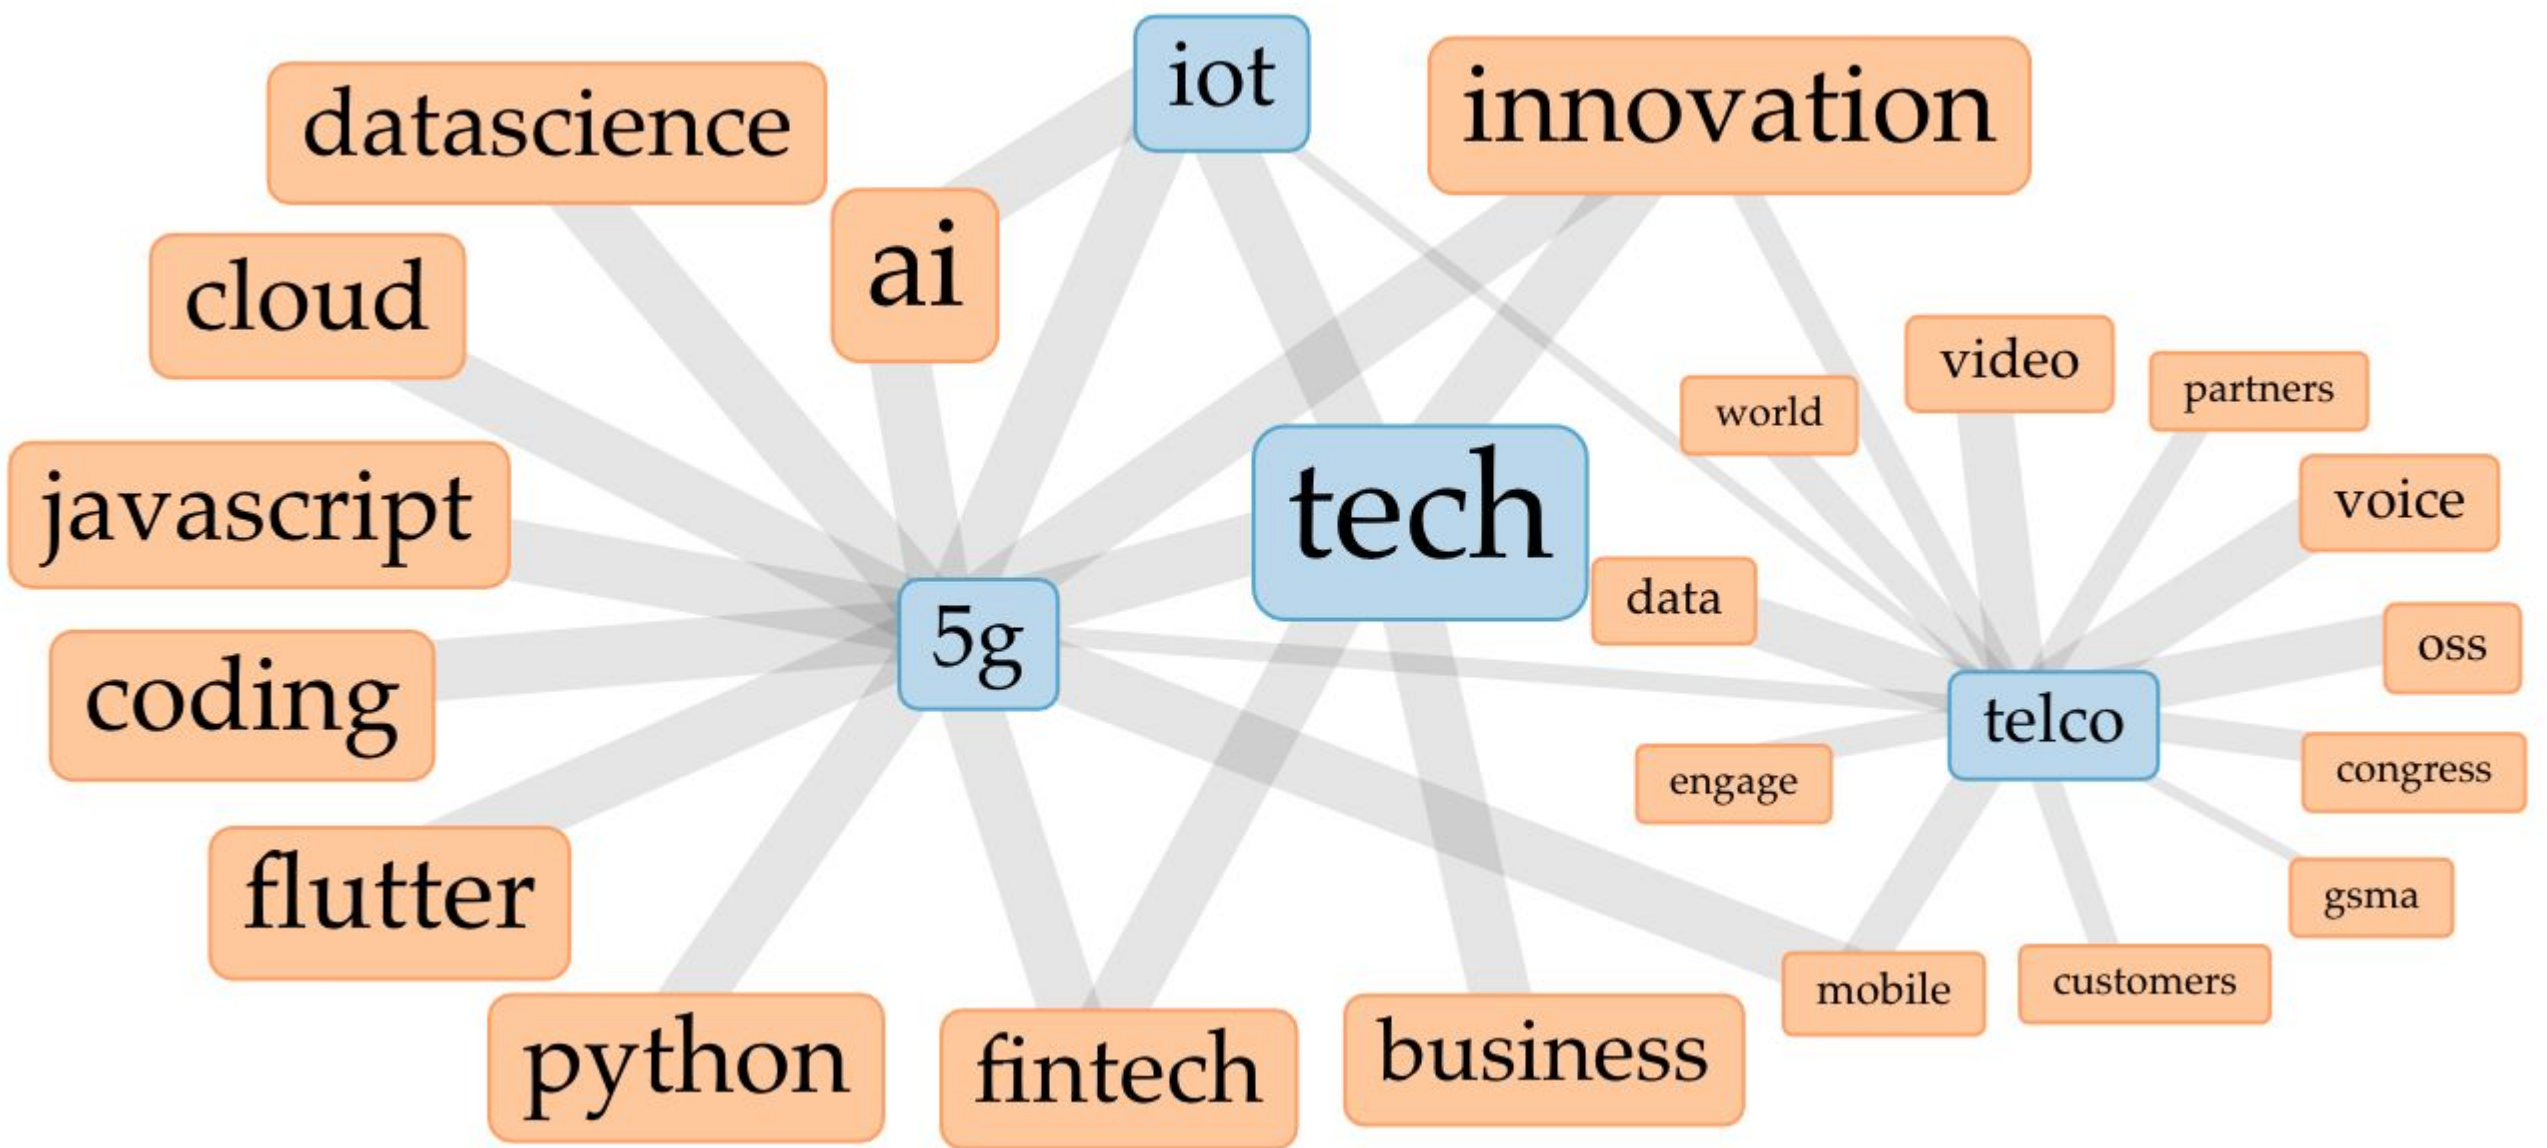 iot
innovation
datascience
ai
cloud
video
partners
world
javascript
tech
voice
data
5g
oss
coding
telco
engage
congress
flutter
gsma
mobile
customers
python
fintech
business